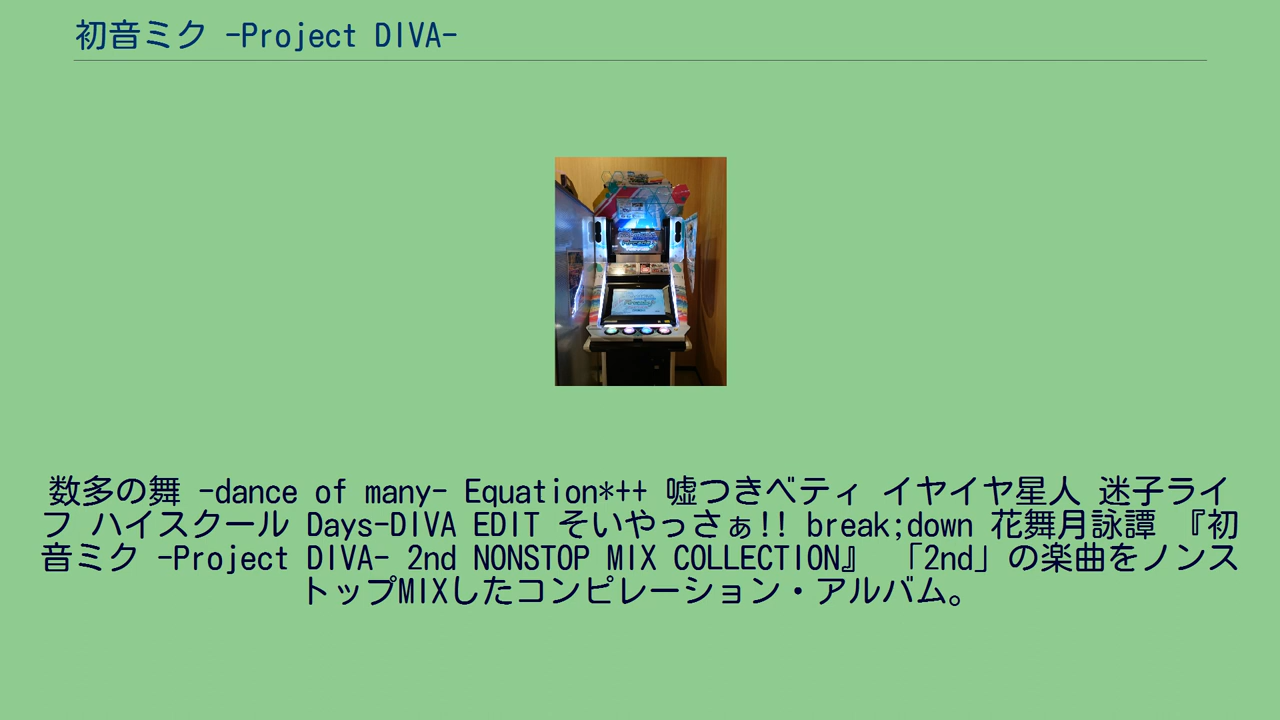 初音ミク -Project DIVA-
数多の舞 -dance of many- Equation*++ 嘘つきベティ イヤイヤ星人 迷子ライ
フ ハイスクール Days-DIVA EDIT そいやっさぁ!! break;down 花舞月詠譚 『初
音ミク -Project DIVA- 2nd NONSTOP MIX COLLECTION』 「2nd」の楽曲をノンス
トップMIXしたコンピレーション・アルバム。